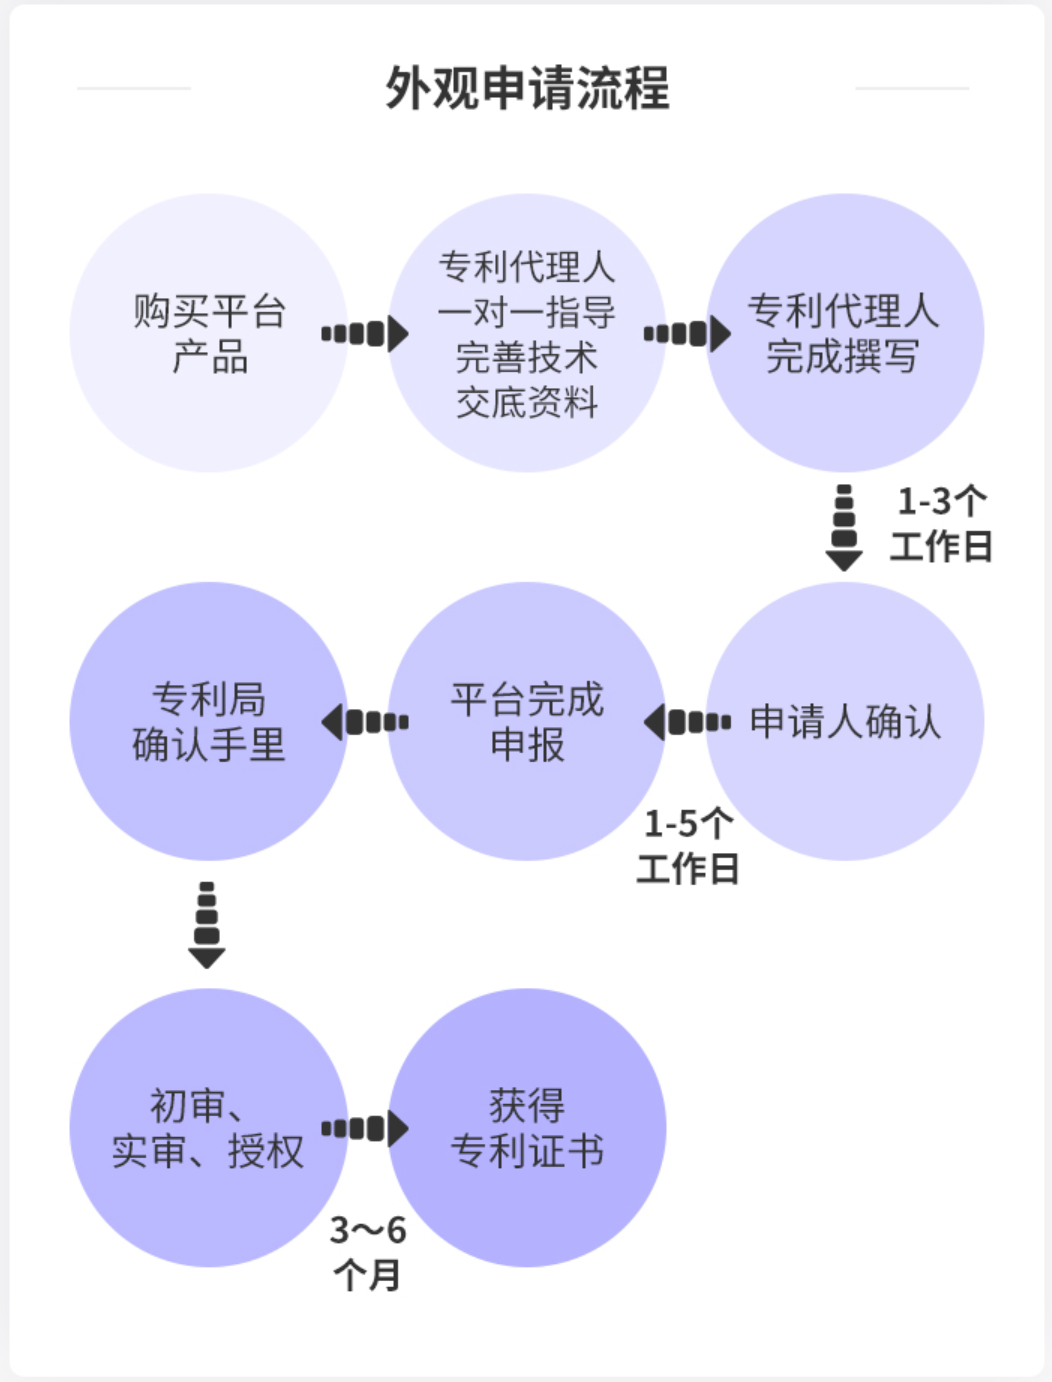 外观申请流程
购买平台
产品
专利代理人
一对一指导
完善技术
交底资料
专利代理人
完成撰写
1-3个
工作日
申请人确认
1-5个
工作日
平台完成
申报
专利局
确认手里
初审、
实审、授权
3～6
个月
获得
专利证书